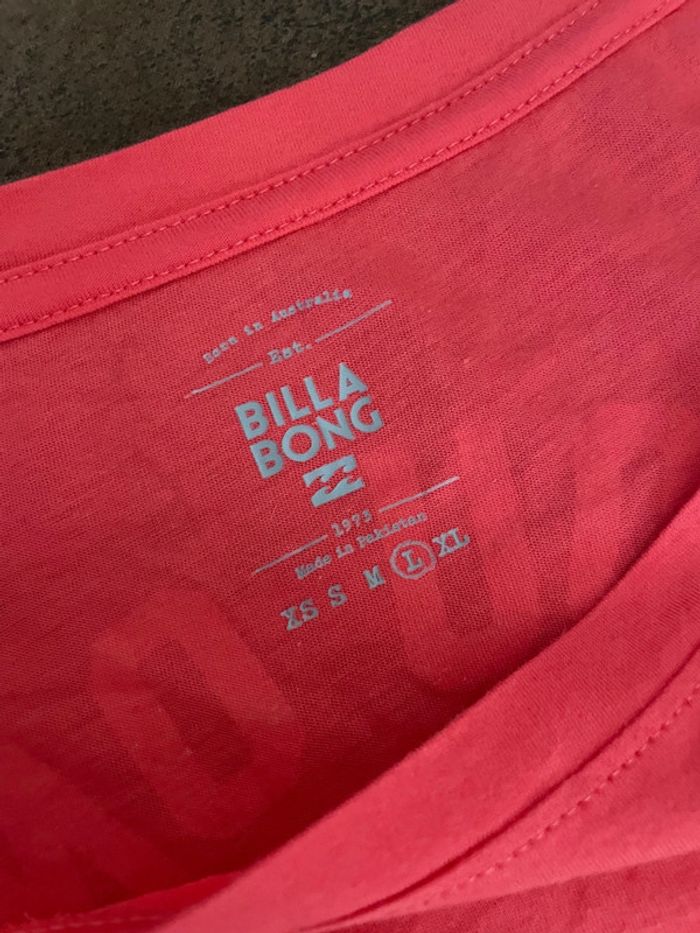 Born in Australia
Est.
BILLA
BONG
1973
Made in Pakistan
XS S M L XL